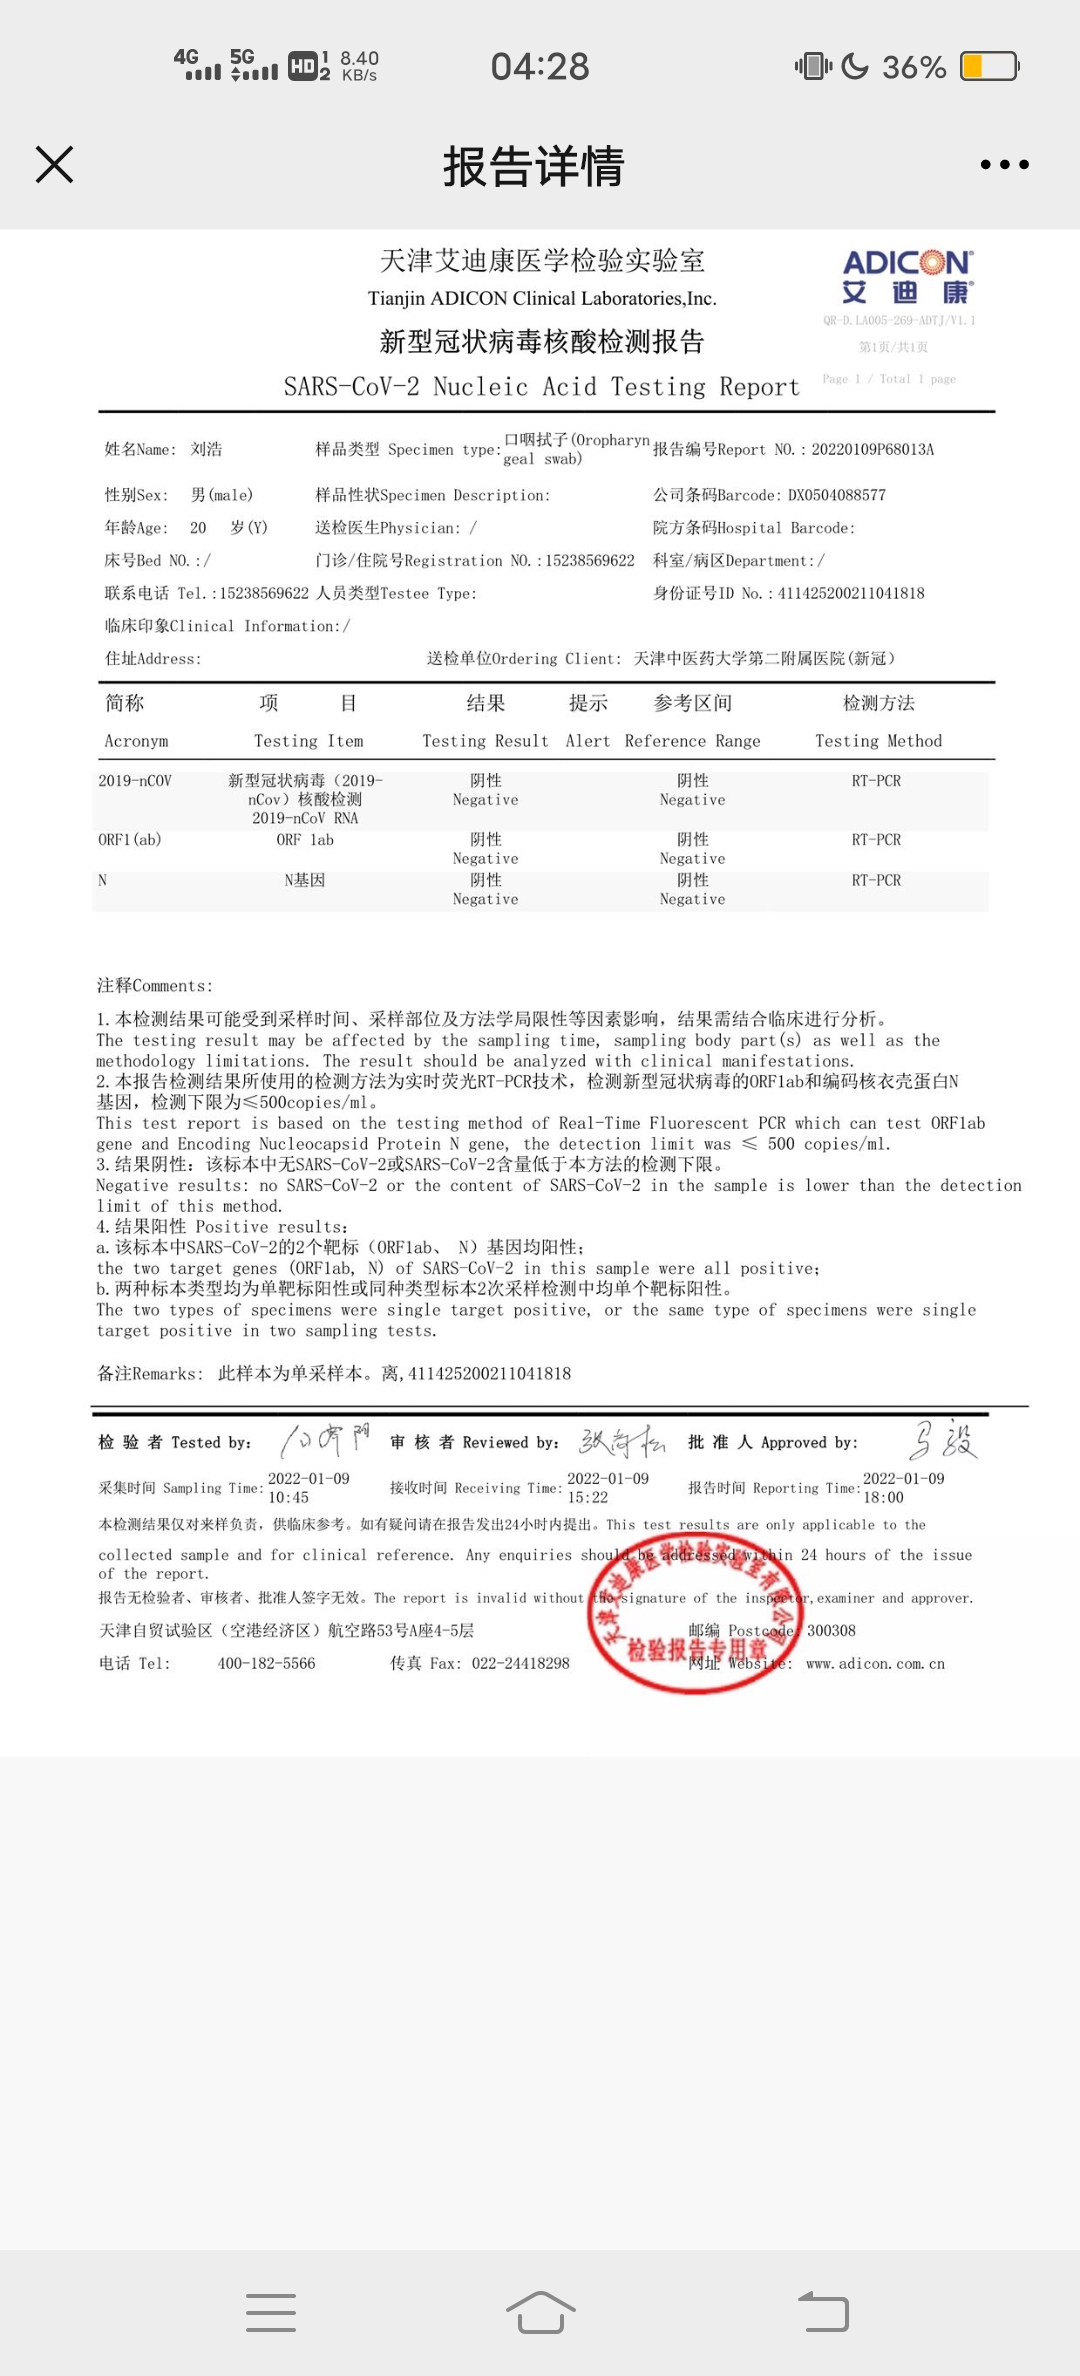 4G 5G HD 1 2 8.40 KB/s 04:28 36%
报告详情
天津艾迪康医学检验实验室
Tianjin ADICON Clinical Laboratories,Inc.
新型冠状病毒核酸检测报告
SARS-CoV-2 Nucleic Acid Testing Report
ADICON®
艾迪康®
QR-D.LA005-269-ADTJ/V1.1
第1页/共1页
Page 1 / Total 1 page
姓名Name: 刘浩 样品类型 Specimen type:口咽拭子(Oropharyngeal swab) 报告编号Report NO.: 20220109P68013A
性别Sex: 男(male) 样品性状Specimen Description: 公司条码Barcode: DX0504088577
年龄Age: 20 岁(Y) 送检医生Physician: / 院方条码Hospital Barcode:
床号Bed NO.:/ 门诊/住院号Registration NO.:15238569622 科室/病区Department:/
联系电话 Tel.:15238569622 人员类型Testee Type: 身份证号ID No.: 411425200211041818
临床印象Clinical Information:/
住址Address: 送检单位Ordering Client: 天津中医药大学第二附属医院(新冠)
简称 项 目 结果 提示 参考区间 检测方法
Acronym Testing Item Testing Result Alert Reference Range Testing Method
2019-nCOV 新型冠状病毒（2019- 阴性 阴性 RT-PCR
nCov）核酸检测 Negative Negative
2019-nCoV RNA
ORF1(ab) ORF 1ab 阴性 阴性 RT-PCR
Negative Negative
N N基因 阴性 阴性 RT-PCR
Negative Negative
注释Comments:
1.本检测结果可能受到采样时间、采样部位及方法学局限性等因素影响，结果需结合临床进行分析。
The testing result may be affected by the sampling time, sampling body part(s) as well as the
methodology limitations. The result should be analyzed with clinical manifestations.
2.本报告检测结果所使用的检测方法为实时荧光RT-PCR技术，检测新型冠状病毒的ORF1ab和编码核衣壳蛋白N
基因，检测下限为≤500copies/ml。
This test report is based on the testing method of Real-Time Fluorescent PCR which can test ORF1ab
gene and Encoding Nucleocapsid Protein N gene, the detection limit was ≤ 500 copies/ml.
3.结果阴性：该标本中无SARS-CoV-2或SARS-CoV-2含量低于本方法的检测下限。
Negative results: no SARS-CoV-2 or the content of SARS-CoV-2 in the sample is lower than the detection
limit of this method.
4.结果阳性 Positive results:
a.该标本中SARS-CoV-2的2个靶标（ORF1ab、 N）基因均阳性;
the two target genes (ORF1ab, N) of SARS-CoV-2 in this sample were all positive;
b.两种标本类型均为单靶标阳性或同种类型标本2次采样检测中均单个靶标阳性。
The two types of specimens were single target positive, or the same type of specimens were single
target positive in two sampling tests.
备注Remarks: 此样本为单采样本。离,411425200211041818
检 验 者 Tested by: 审 核 者 Reviewed by: 批 准 人 Approved by: 马毅
采集时间 Sampling Time: 2022-01-09 10:45 接收时间 Receiving Time: 2022-01-09 15:22 报告时间 Reporting Time: 2022-01-09 18:00
本检测结果仅对来样负责，供临床参考。如有疑问请在报告发出24小时内提出。This test results are only applicable to the
collected sample and for clinical reference. Any enquiries should be addressed within 24 hours of the issue
of the report.
报告无检验者、审核者、批准人签字无效。The report is invalid without the signature of the inspector,examiner and approver.
天津自贸试验区（空港经济区）航空路53号A座4-5层 邮编 Postcode: 300308
电话 Tel: 400-182-5566 传真 Fax: 022-24418298 网址 Website: www.adicon.com.cn
天津艾迪康医学检验实验室有限公司
检验报告专用章